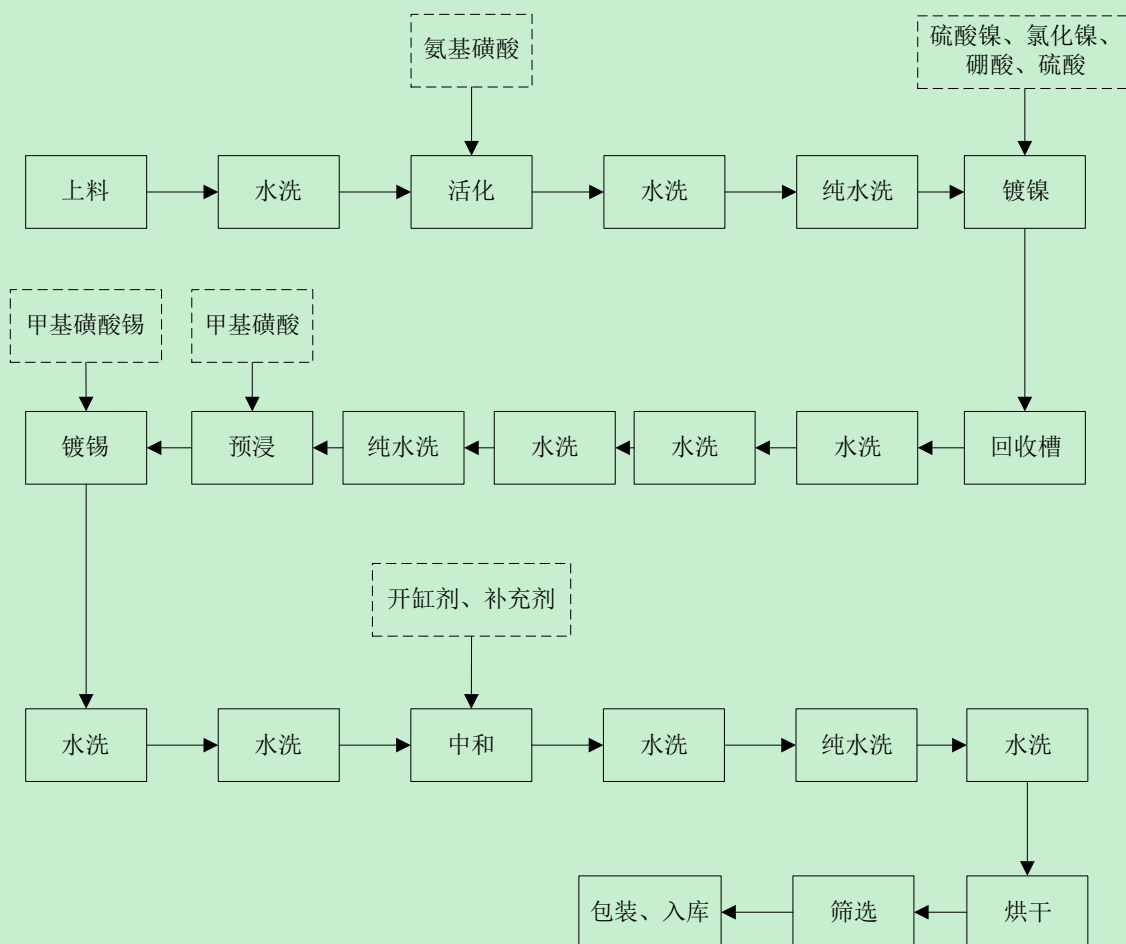 氨基磺酸
硫酸镍、氯化镍、
硼酸、硫酸
上料
水洗
活化
水洗
纯水洗
镀镍
甲基磺酸锡
甲基磺酸
镀锡
预浸
纯水洗
水洗
水洗
水洗
回收槽
开缸剂、补充剂
水洗
水洗
中和
水洗
纯水洗
水洗
包装、入库
筛选
烘干